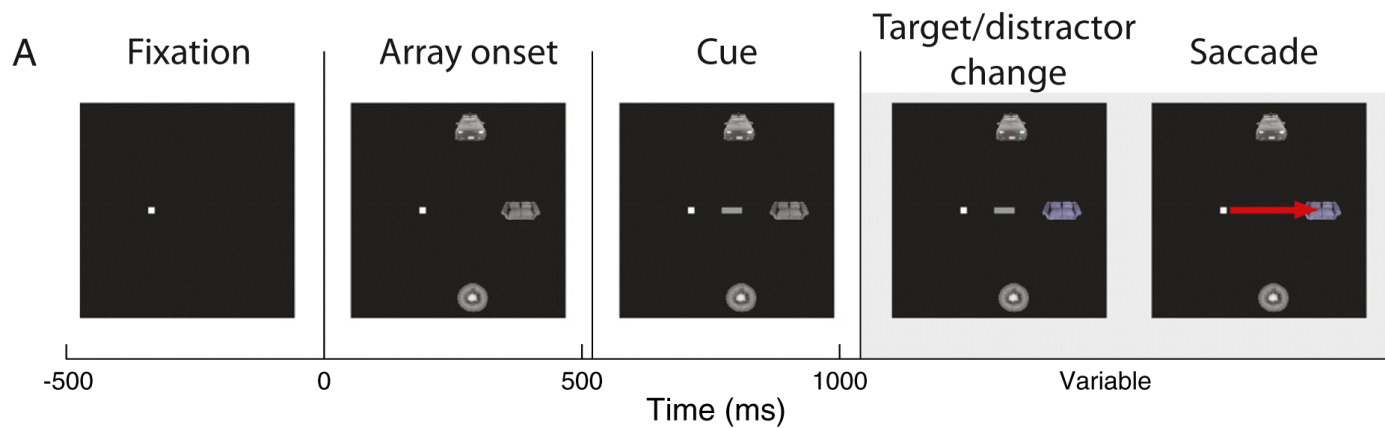 A
Fixation
Array onset
Cue
Target/distractor
change
Saccade
-500
0
500
1000
Variable
Time (ms)